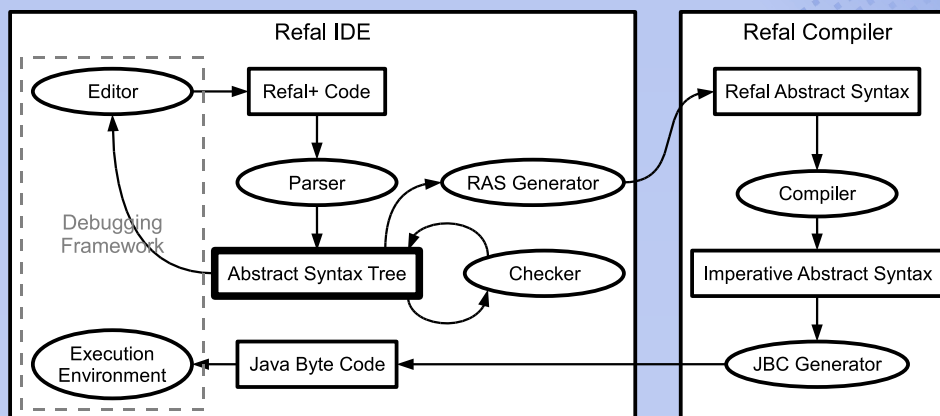 Refal IDE
Refal Compiler
Editor
Refal+ Code
Refal Abstract Syntax
Parser
RAS Generator
Compiler
Debugging
Framework
Abstract Syntax Tree
Checker
Imperative Abstract Syntax
Execution
Environment
Java Byte Code
JBC Generator